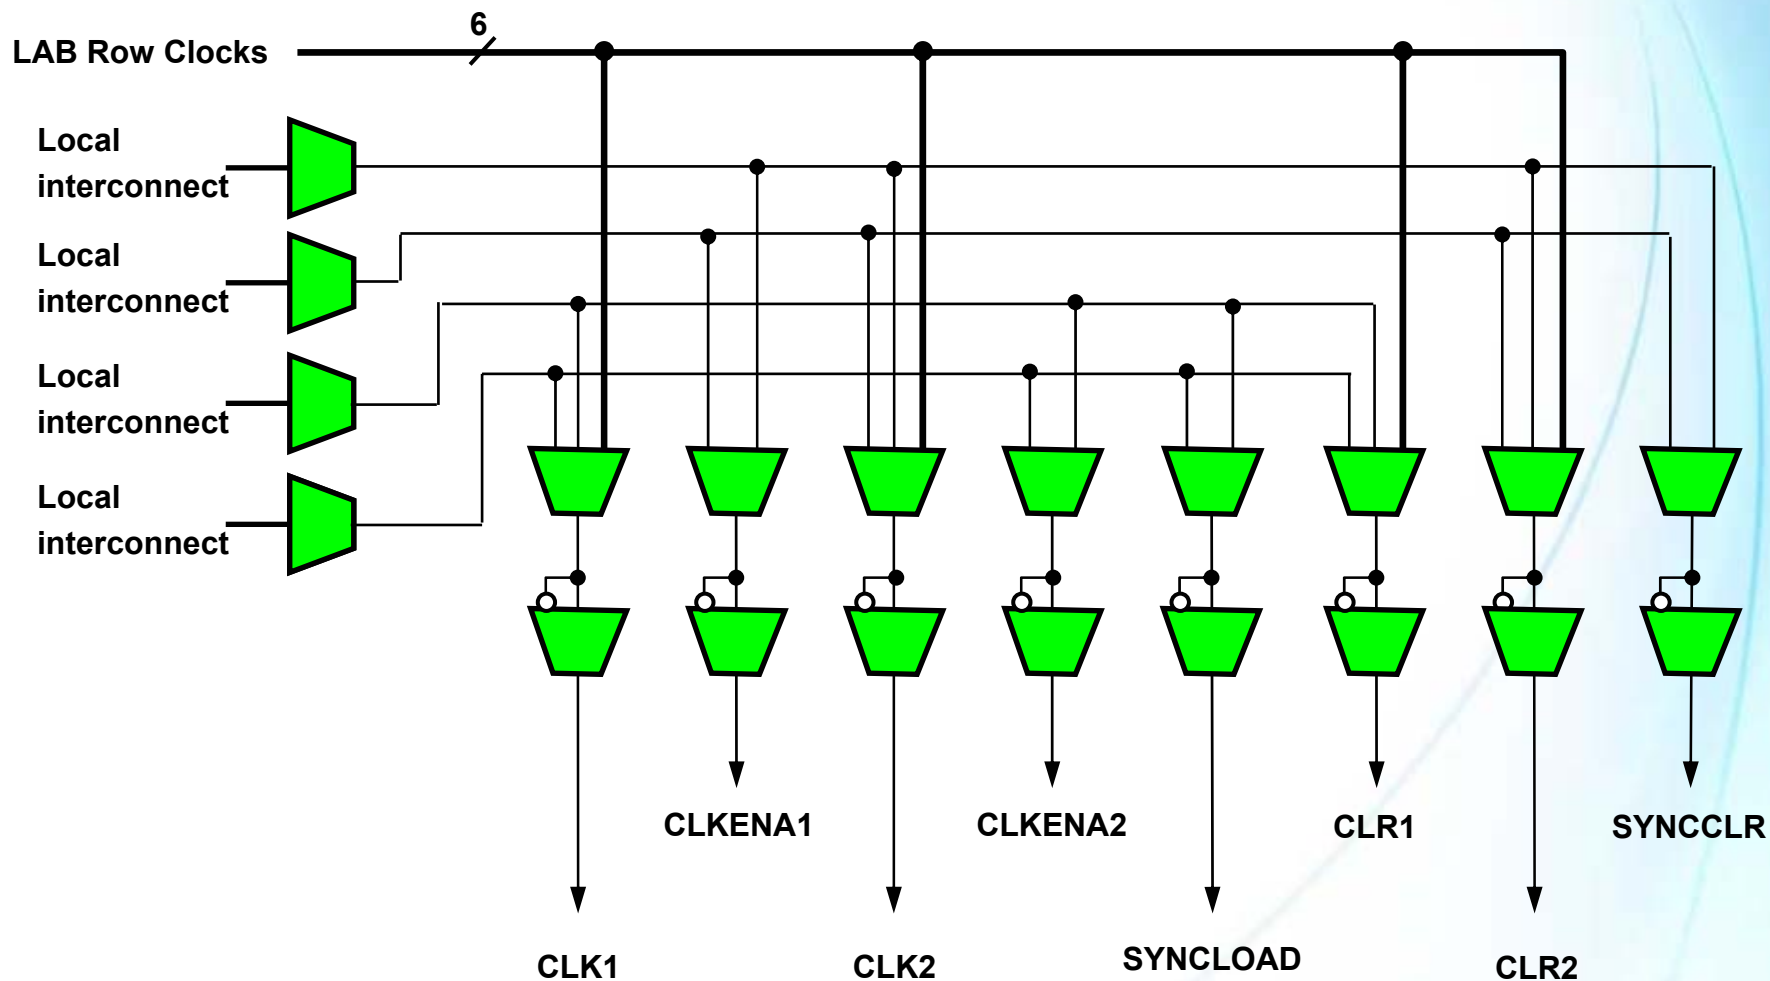 6
LAB Row Clocks
Local
interconnect
Local
interconnect
Local
interconnect
Local
interconnect
CLKENA1
CLKENA2
CLR1
SYNCCLR
CLK1
CLK2
SYNCLOAD
CLR2